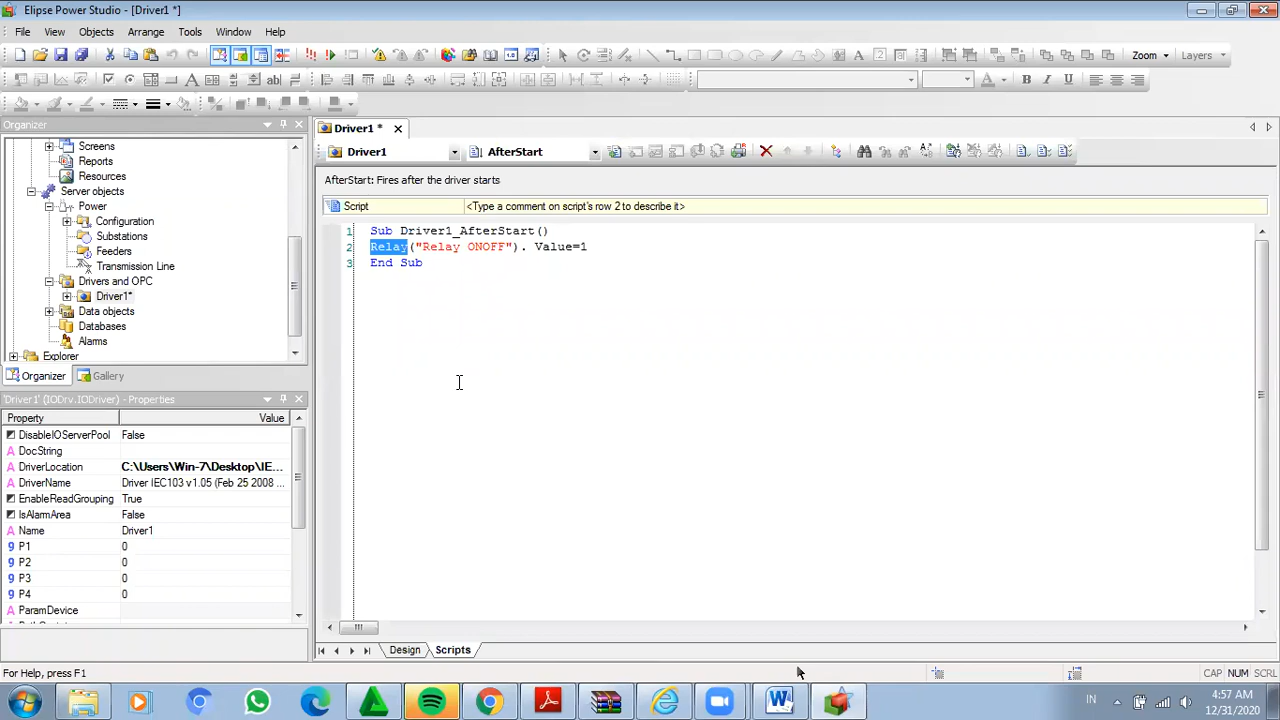 Elipse Power Studio - [Driver1 *]
File View Objects Arrange Tools Window Help
Zoom Layers
Organizer
Screens
Reports
Resources
Server objects
Power
Configuration
Substations
Feeders
Transmission Line
Drivers and OPC
Driver1*
Data objects
Databases
Alarms
Explorer
Organizer Gallery
'Driver1' (IODrv.IODriver) - Properties
Property Value
DisableIOServerPool False
DocString
DriverLocation C:\Users\Win-7\Desktop\IE...
DriverName Driver IEC103 v1.05 (Feb 25 2008 ...
EnableReadGrouping True
IsAlarmArea False
Name Driver1
P1 0
P2 0
P3 0
P4 0
ParamDevice
Driver1 *
Driver1 AfterStart
AfterStart: Fires after the driver starts
Script <Type a comment on script's row 2 to describe it>
1 Sub Driver1_AfterStart()
2 Relay("Relay ONOFF"). Value=1
3 End Sub
Design Scripts
For Help, press F1
CAP NUM SCRL
IN
4:57 AM
12/31/2020